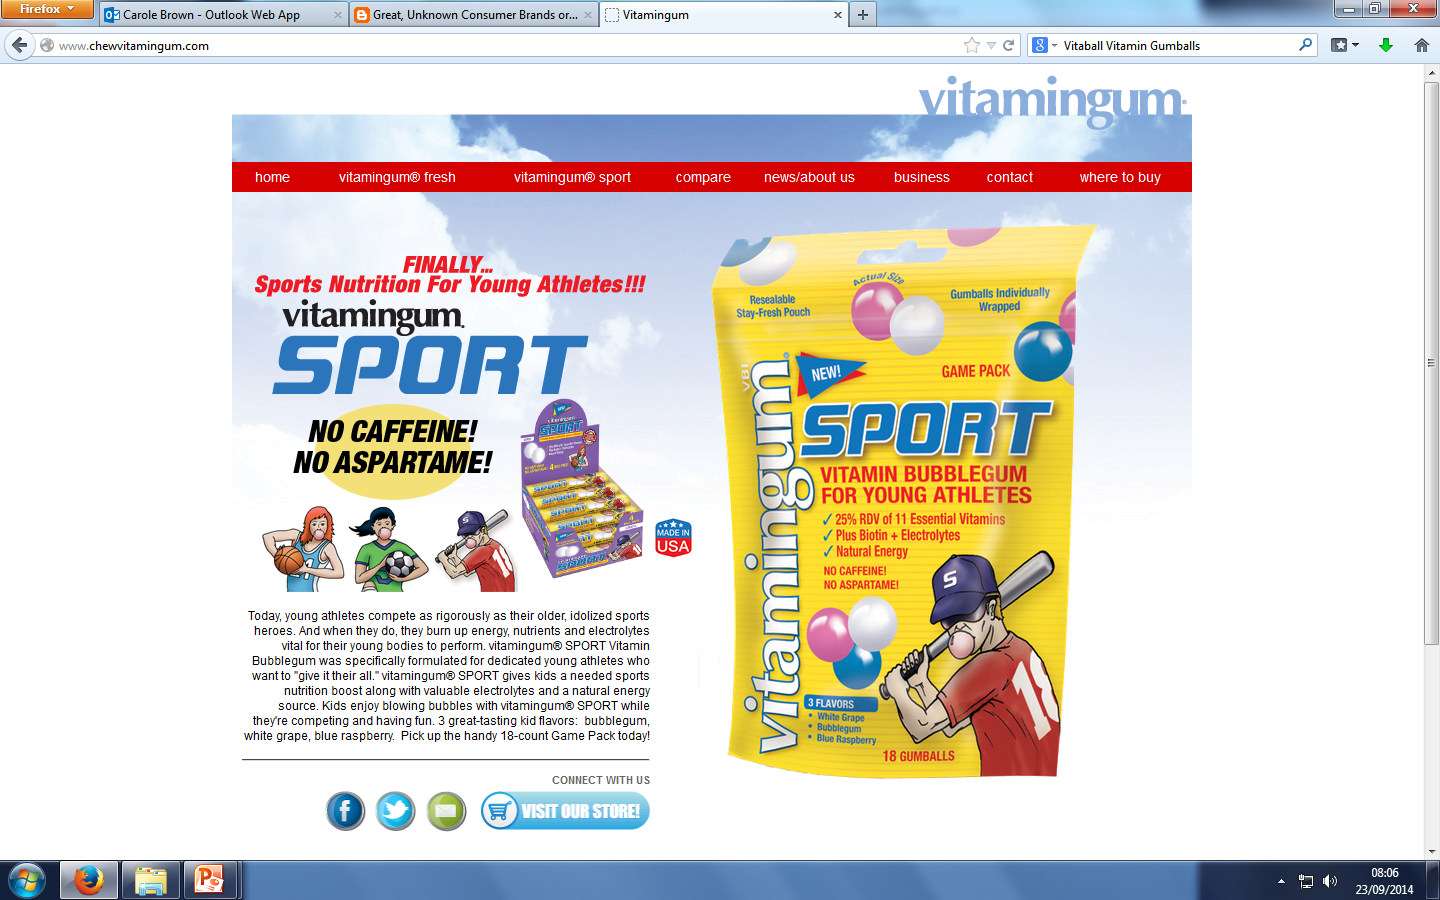 Firefox
Carole Brown - Outlook Web App
Great, Unknown Consumer Brands or...
Vitamingum
www.chewvitamingum.com
Vitaball Vitamin Gumballs
vitamingum
home
vitamingum® fresh
vitamingum® sport
compare
news/about us
business
contact
where to buy
FINALLY...
Sports Nutrition For Young Athletes!!!
vitamingum
SPORT
NO CAFFEINE!
NO ASPARTAME!
vitamingum
SPORT
SPORT
SPORT
SPORT
SPORT
MADE IN
USA
Today, young athletes compete as rigorously as their older, idolized sports
heroes. And when they do, they burn up energy, nutrients and electrolytes
vital for their young bodies to perform. vitamingum® SPORT Vitamin
Bubblegum was specifically formulated for dedicated young athletes who
want to "give it their all." vitamingum® SPORT gives kids a needed sports
nutrition boost along with valuable electrolytes and a natural energy
source. Kids enjoy blowing bubbles with vitamingum® SPORT while
they're competing and having fun. 3 great-tasting kid flavors: bubblegum,
white grape, blue raspberry. Pick up the handy 18-count Game Pack today!
CONNECT WITH US
VISIT OUR STORE!
Resealable
Stay-Fresh Pouch
Actual Size
Gumballs Individually
Wrapped
GAME PACK
NEW!
VBI
vitamingum
SPORT
VITAMIN BUBBLEGUM
FOR YOUNG ATHLETES
✓ 25% RDV of 11 Essential Vitamins
✓ Plus Biotin + Electrolytes
✓ Natural Energy
NO CAFFEINE!
NO ASPARTAME!
S
18
3 FLAVORS
• White Grape
• Bubblegum
• Blue Raspberry
18 GUMBALLS
08:06
23/09/2014